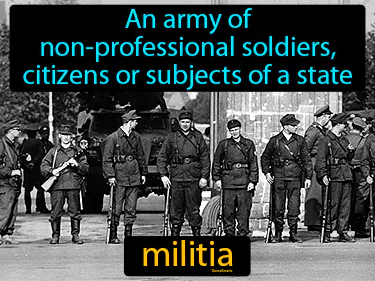 An army of
non-professional soldiers,
citizens or subjects of a state
militia